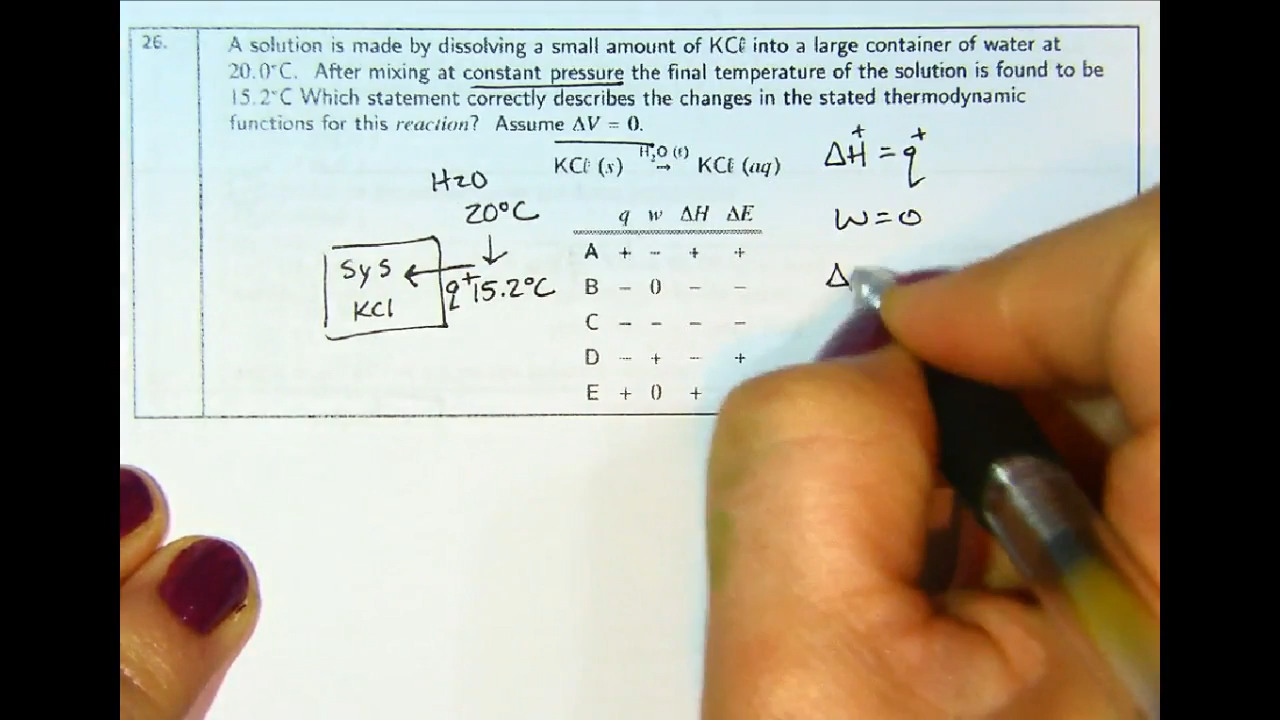 26.
A solution is made by dissolving a small amount of KCℓ into a large container of water at
20.0°C. After mixing at constant pressure the final temperature of the solution is found to be
15.2°C Which statement correctly describes the changes in the stated thermodynamic
functions for this reaction? Assume ΔV = 0.
H₂O (ℓ)
KCℓ (s) → KCℓ (aq)
q w ΔH ΔE
A + - + +
B - 0 - -
C - - - -
D - + - +
E + 0 +
H2O
20°C
↓
15.2°C
q+
sys
KCl
+ +
ΔH = q
w = 0
Δ